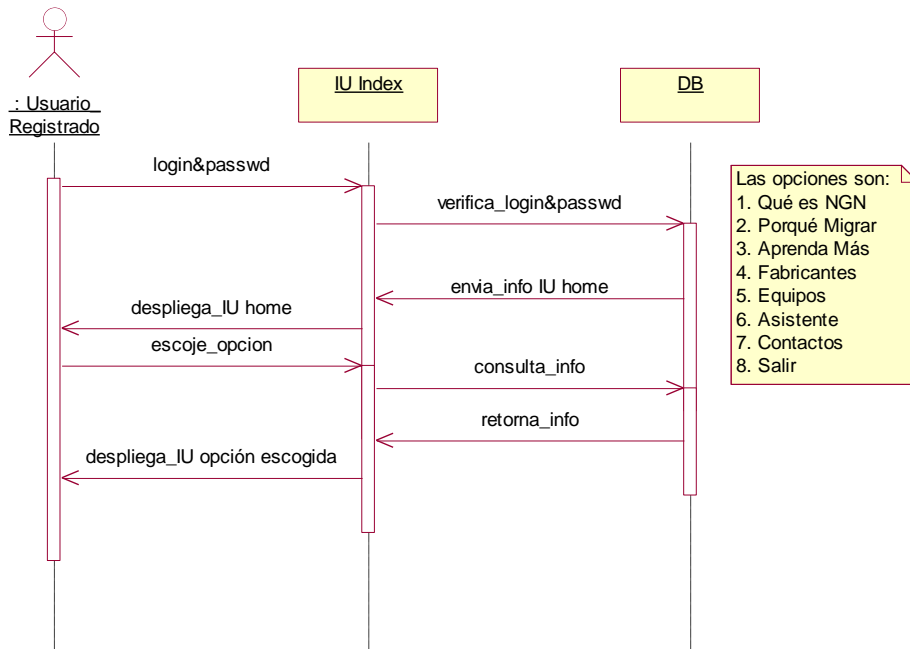 : Usuario_
Registrado
IU Index
DB
login&passwd
verifica_login&passwd
envia_info IU home
despliega_IU home
escoje_opcion
consulta_info
retorna_info
despliega_IU opción escogida
Las opciones son:
1. Qué es NGN
2. Porqué Migrar
3. Aprenda Más
4. Fabricantes
5. Equipos
6. Asistente
7. Contactos
8. Salir